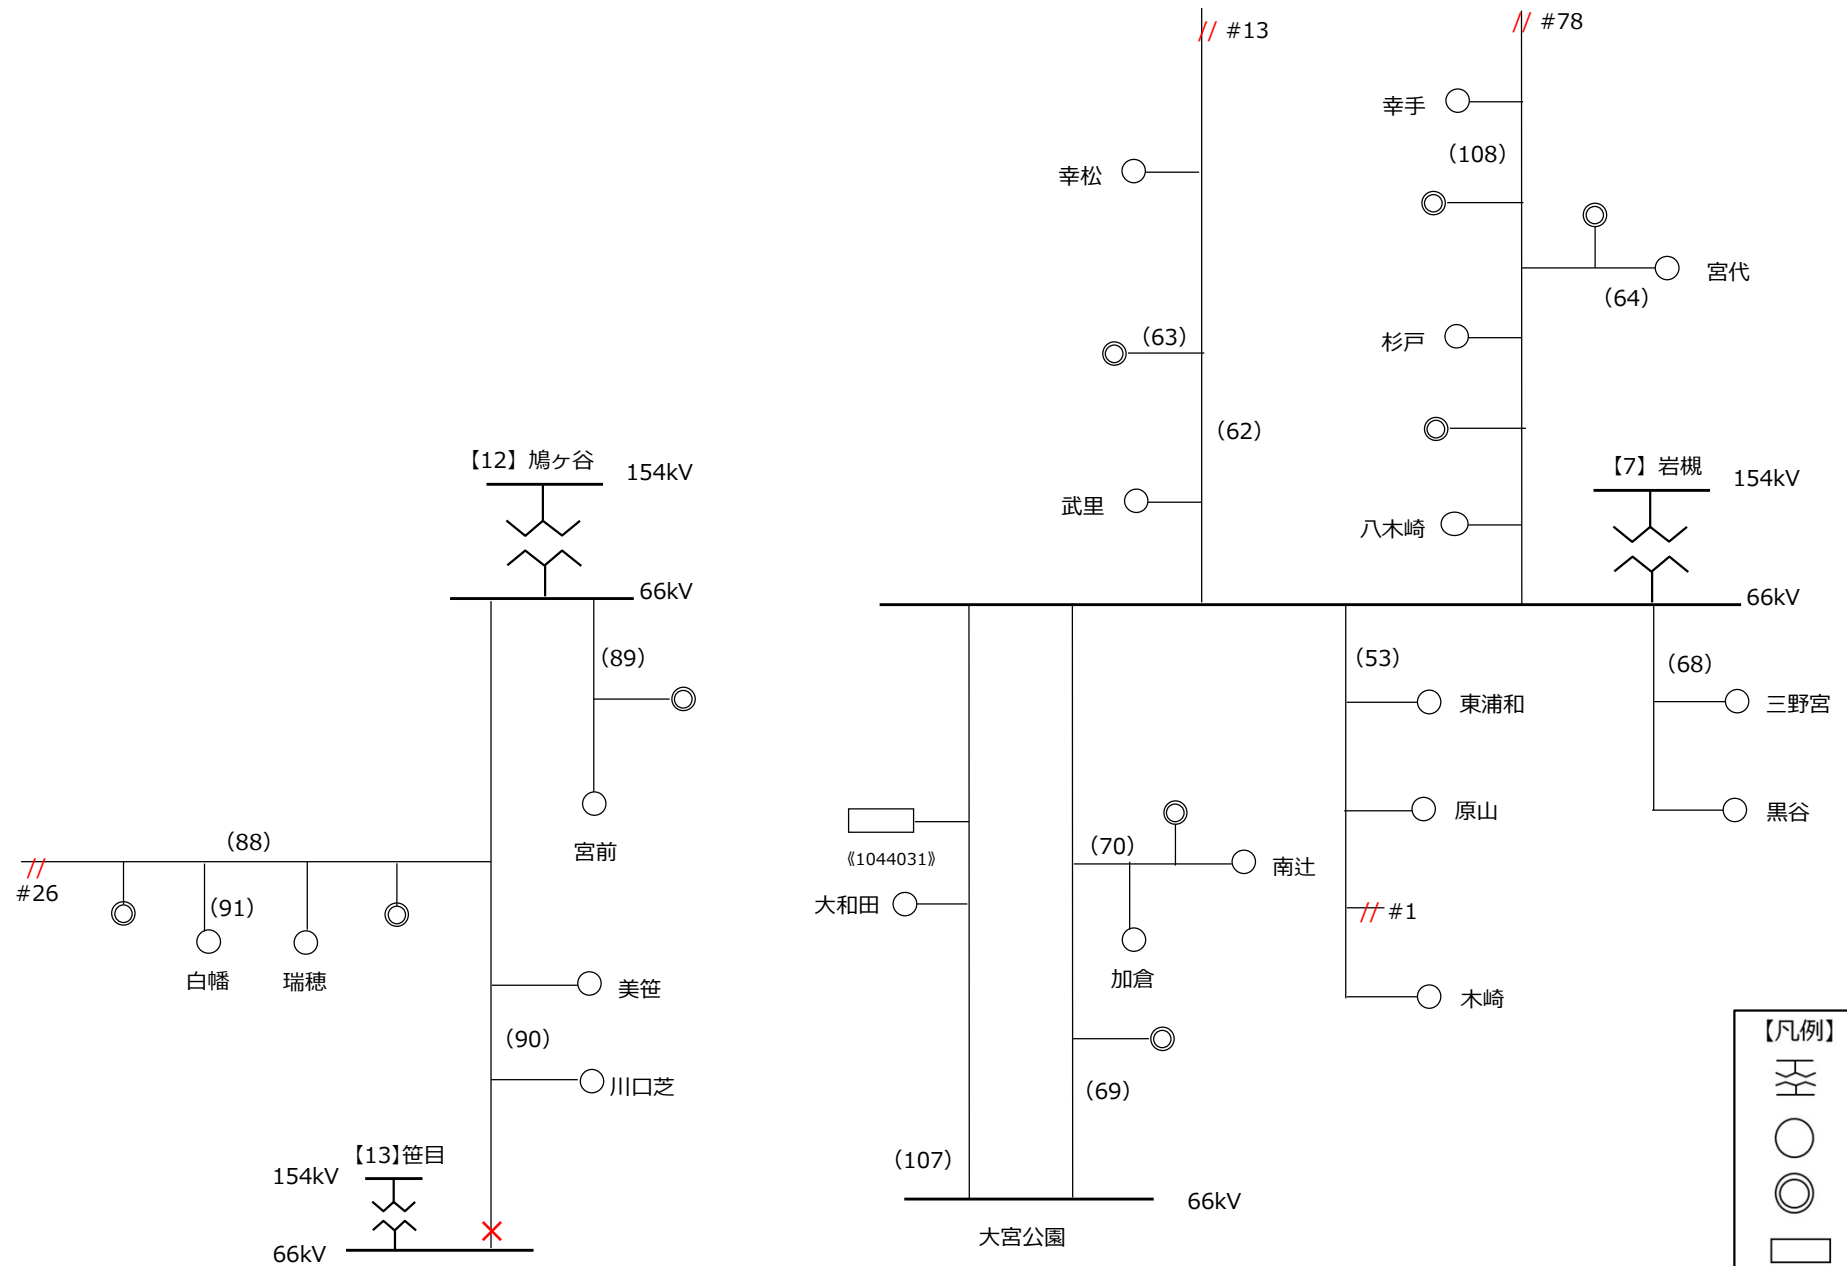 #13
#78
幸手
(108)
幸松
宮代
(64)
(63)
杉戸
(62)
【12】鳩ヶ谷
154kV
【7】岩槻
154kV
武里
八木崎
66kV
66kV
(89)
(53)
(68)
東浦和
三野宮
原山
黒谷
(88)
宮前
《1044031》
(70)
南辻
#26
(91)
大和田
#1
白幡
瑞穂
加倉
美笹
木崎
(90)
川口芝
(69)
【凡例】
【13】笹目
154kV
(107)
66kV
大宮公園
66kV